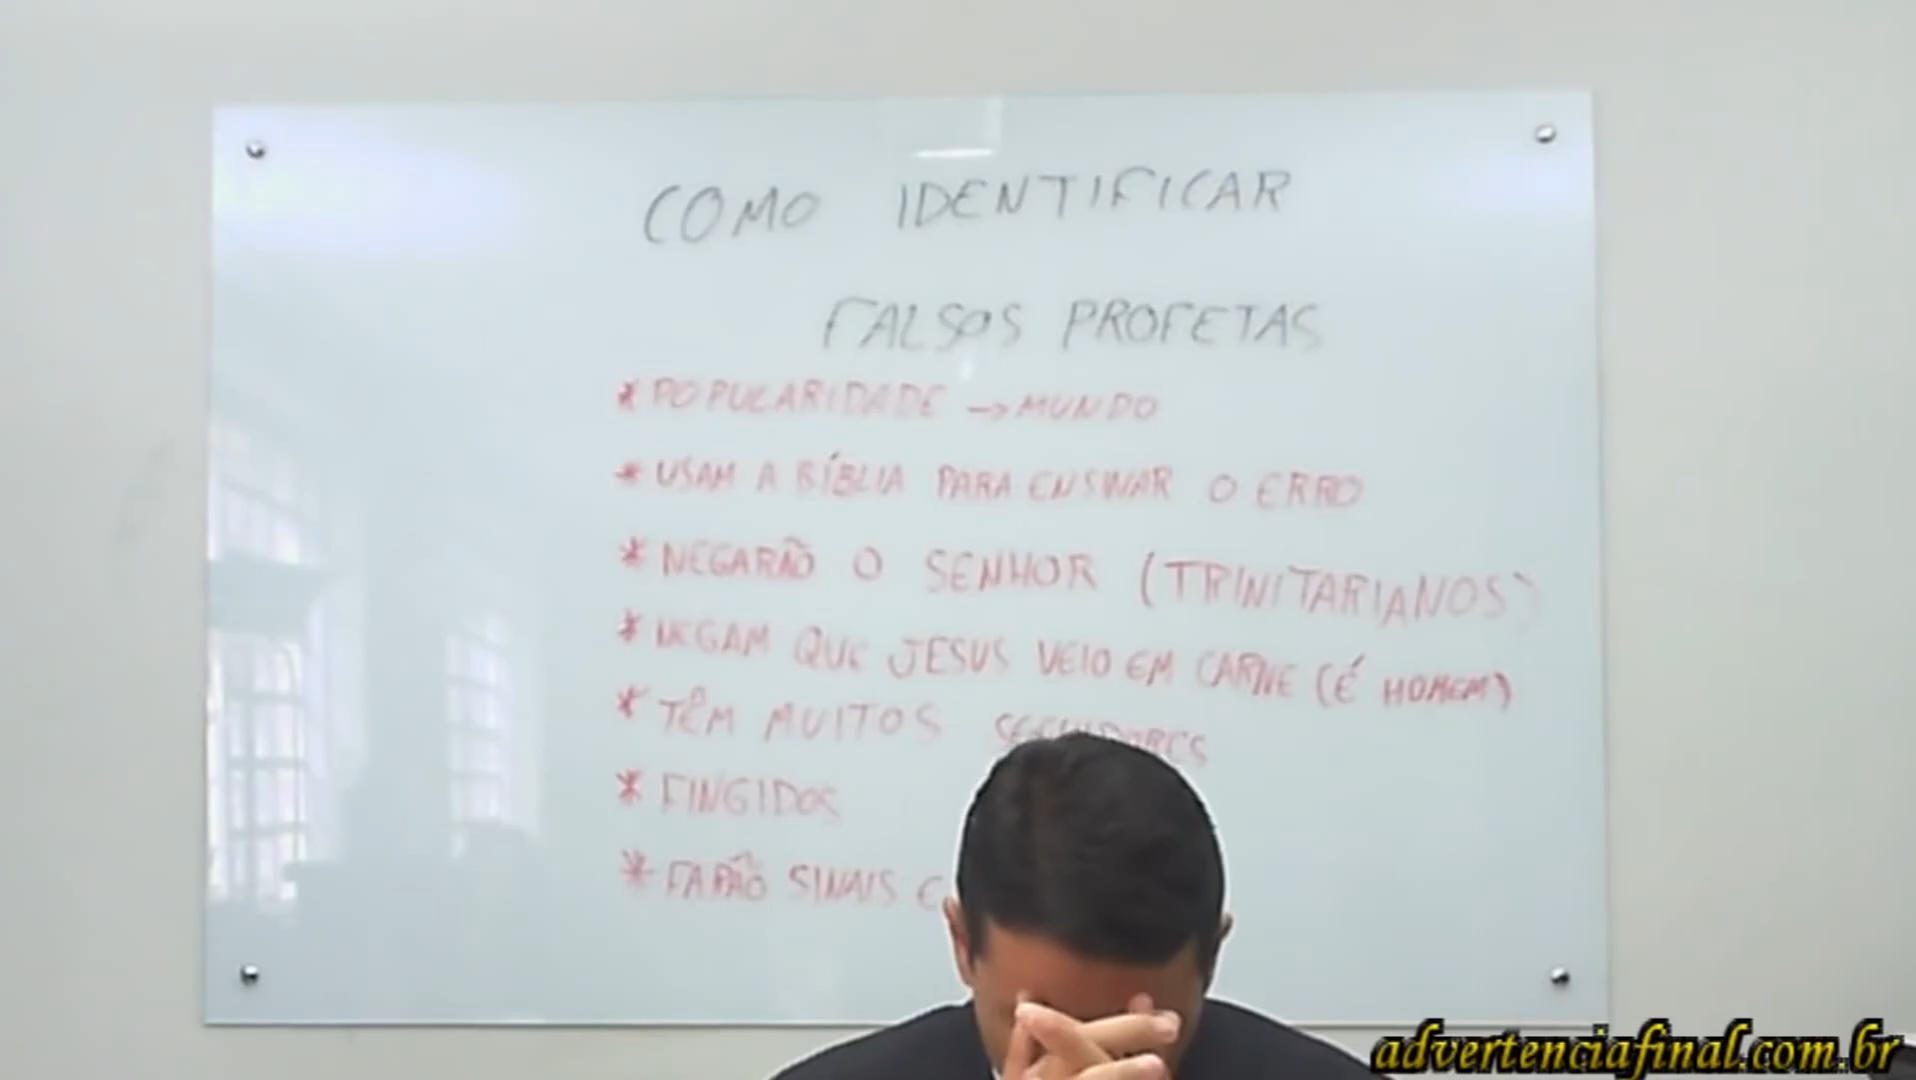 COMO IDENTIFICAR
FALSOS PROFETAS
* POPULARIDADE → MUNDO
* USAM A BÍBLIA PARA ENSINAR O ERRO
* NEGARÃO O SENHOR (TRINITARIANOS)
* NEGAM QUE JESUS VEIO EM CARNE (É HOMEM)
* TÊM MUITOS SEGUIDORES
* FINGIDOS
* FARÃO SINAIS E
advertenciafinal.com.br